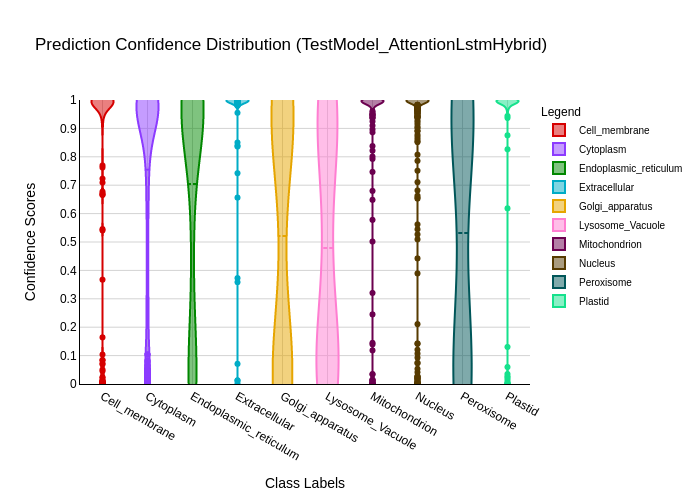 Prediction Confidence Distribution (TestModel_AttentionLstmHybrid)
Confidence Scores
1
0.9
0.8
0.7
0.6
0.5
0.4
0.3
0.2
0.1
0
Cell_membrane
Cytoplasm
Endoplasmic_reticulum
Extracellular
Golgi_apparatus
Lysosome_Vacuole
Mitochondrion
Nucleus
Peroxisome
Plastid
Class Labels
Legend
Cell_membrane
Cytoplasm
Endoplasmic_reticulum
Extracellular
Golgi_apparatus
Lysosome_Vacuole
Mitochondrion
Nucleus
Peroxisome
Plastid